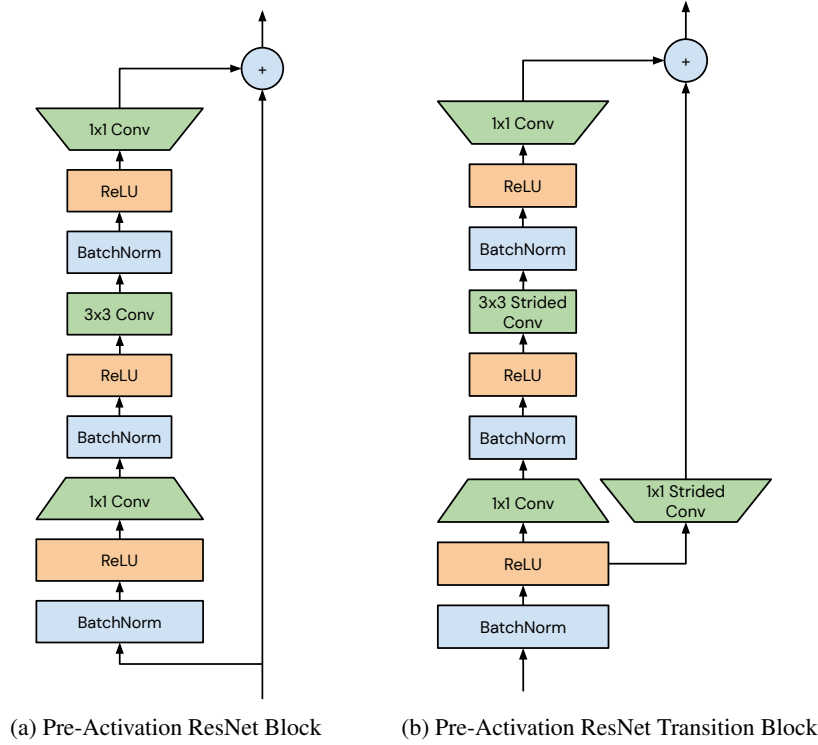 +
1x1 Conv
ReLU
BatchNorm
3x3 Conv
ReLU
BatchNorm
1x1 Conv
ReLU
BatchNorm
(a) Pre-Activation ResNet Block
+
1x1 Conv
ReLU
BatchNorm
3x3 Strided
Conv
ReLU
BatchNorm
1x1 Conv
1x1 Strided
Conv
ReLU
BatchNorm
(b) Pre-Activation ResNet Transition Block